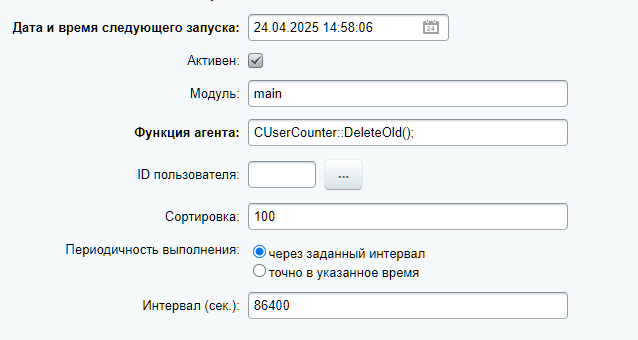 Дата и время следующего запуска: 24.04.2025 14:58:06 24
Активен:
Модуль: main
Функция агента: CUserCounter::DeleteOld();
ID пользователя: ...
Сортировка: 100
Периодичность выполнения: через заданный интервал
точно в указанное время
Интервал (сек.): 86400